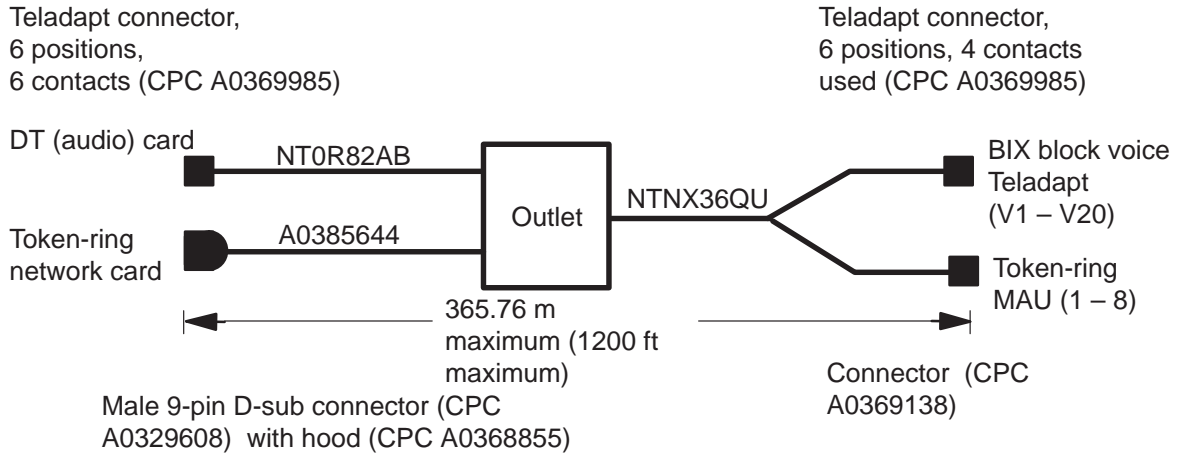 Teladapt connector,
6 positions,
6 contacts (CPC A0369985)
Teladapt connector,
6 positions, 4 contacts
used (CPC A0369985)
DT (audio) card
NT0R82AB
BIX block voice
Teladapt
(V1 – V20)
Outlet
NTNX36QU
Token-ring
network card
A0385644
Token-ring
MAU (1 – 8)
365.76 m
maximum (1200 ft
maximum)
Connector (CPC
A0369138)
Male 9-pin D-sub connector (CPC
A0329608) with hood (CPC A0368855)